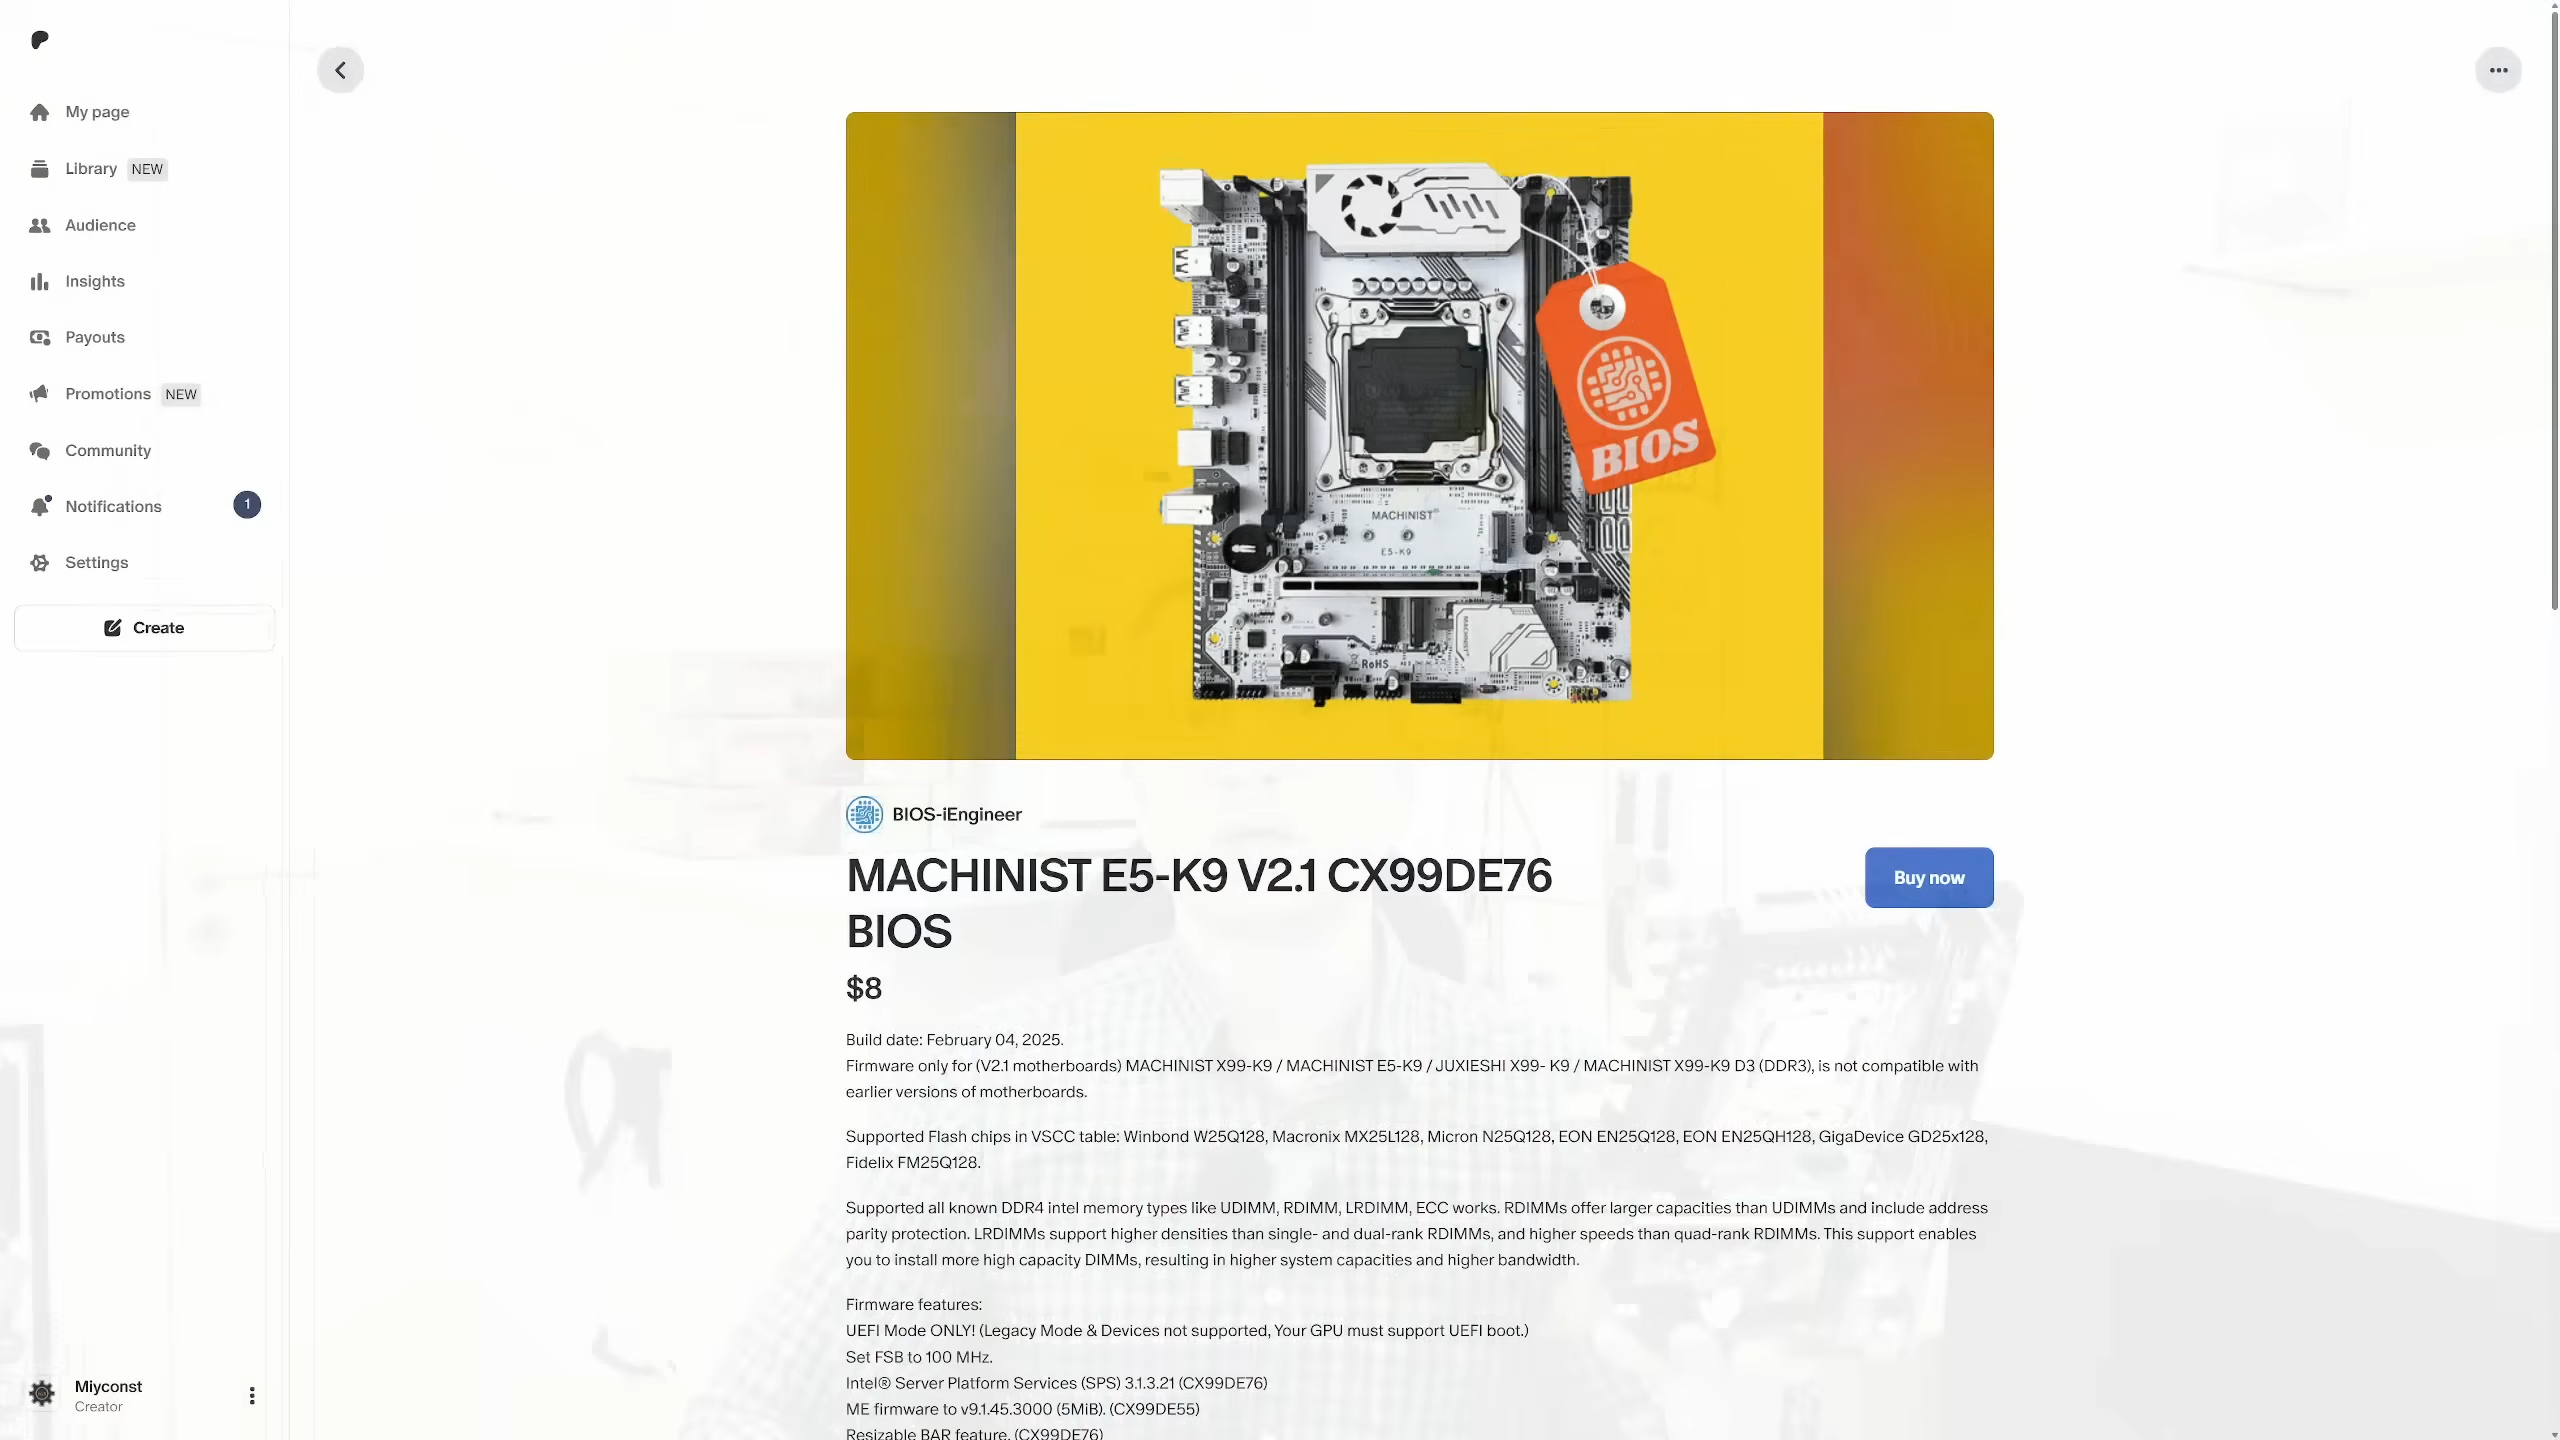 My page
Library NEW
Audience
Insights
Payouts
Promotions NEW
Community
Notifications 1
Settings
Create
MACHINIST
E5-K9
RoHS
BIOS
BIOS-iEngineer
MACHINIST E5-K9 V2.1 CX99DE76
BIOS
Buy now
$8
Build date: February 04, 2025.
Firmware only for (V2.1 motherboards) MACHINIST X99-K9 / MACHINIST E5-K9 / JUXIESHI X99- K9 / MACHINIST X99-K9 D3 (DDR3), is not compatible with
earlier versions of motherboards.
Supported Flash chips in VSCC table: Winbond W25Q128, Macronix MX25L128, Micron N25Q128, EON EN25Q128, EON EN25QH128, GigaDevice GD25x128,
Fidelix FM25Q128.
Supported all known DDR4 intel memory types like UDIMM, RDIMM, LRDIMM, ECC works. RDIMMs offer larger capacities than UDIMMs and include address
parity protection. LRDIMMs support higher densities than single- and dual-rank RDIMMs, and higher speeds than quad-rank RDIMMs. This support enables
you to install more high capacity DIMMs, resulting in higher system capacities and higher bandwidth.
Firmware features:
UEFI Mode ONLY! (Legacy Mode & Devices not supported, Your GPU must support UEFI boot.)
Set FSB to 100 MHz.
Intel® Server Platform Services (SPS) 3.1.3.21 (CX99DE76)
ME firmware to v9.1.45.3000 (5MiB). (CX99DE55)
Resizable BAR feature. (CX99DE76)
Miyconst
Creator